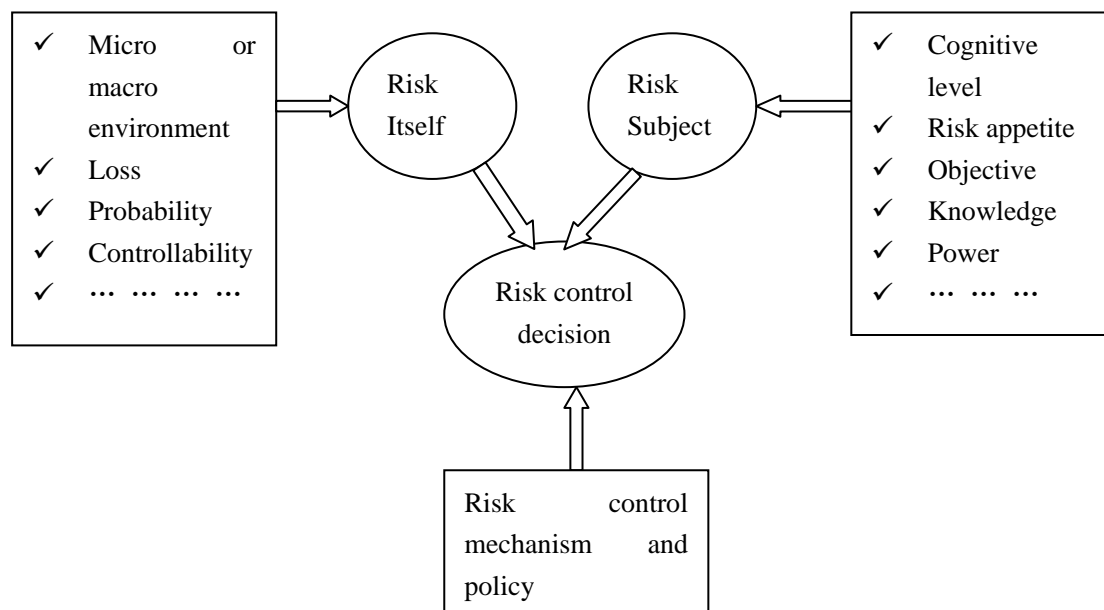 ✓ Micro or
macro
environment
✓ Loss
✓ Probability
✓ Controllability
✓ … … … …
Risk
Itself
Risk
Subject
✓ Cognitive
level
✓ Risk appetite
✓ Objective
✓ Knowledge
✓ Power
✓ … … …
Risk control
decision
Risk control
mechanism and
policy